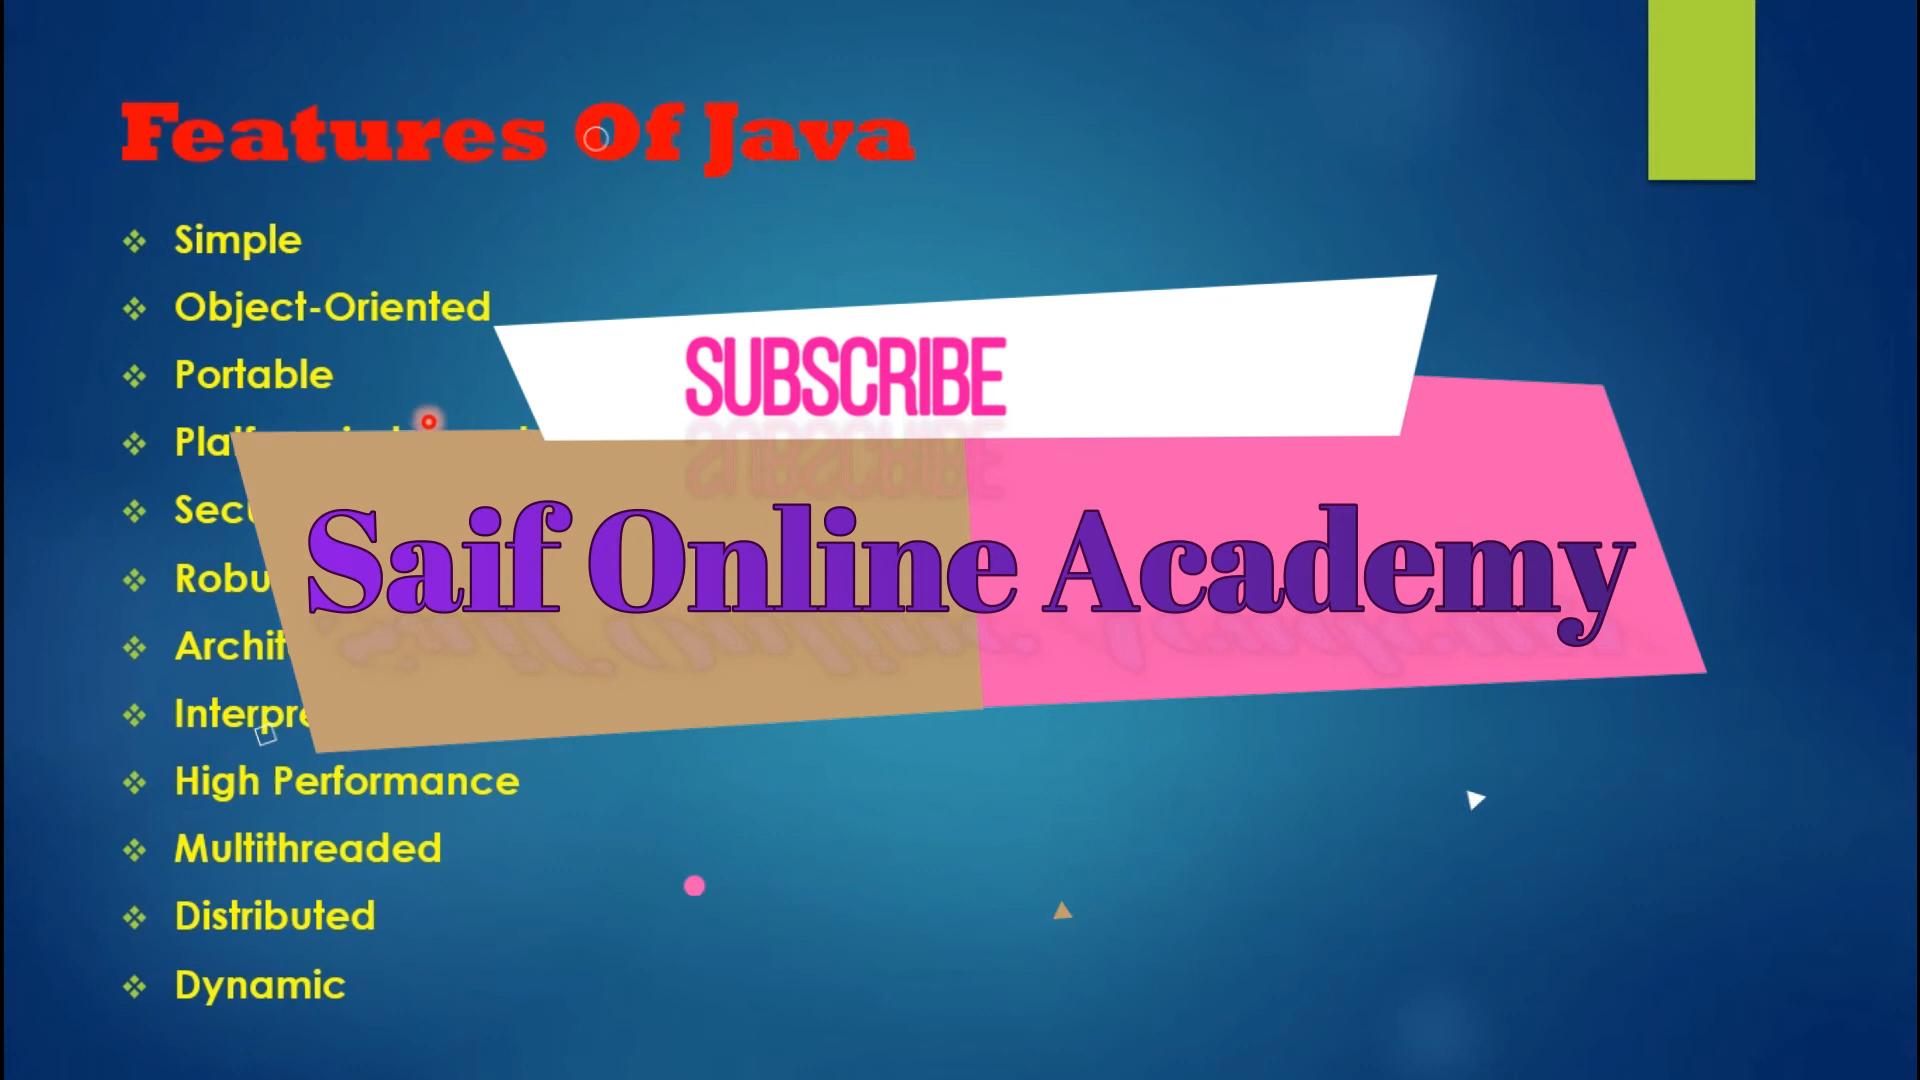 Features Of Java
Simple
Object-Oriented
Portable
SUBSCRIBE
Saif Online Academy
High Performance
Multithreaded
Distributed
Dynamic